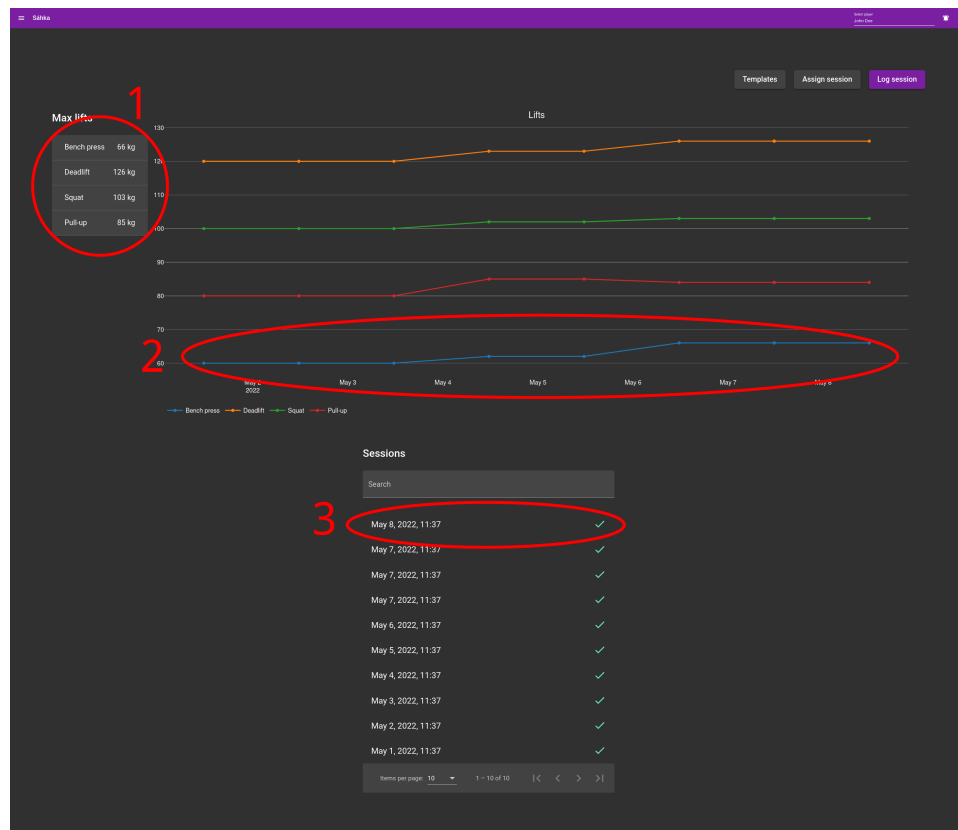 Sähka
Select player
John Doe
Templates
Assign session
Log session
1
Max lifts
Bench press 66 kg
Deadlift 126 kg
Squat 103 kg
Pull-up 85 kg
Lifts
130
120
110
100
90
80
70
60
2
May 2
2022
May 3
May 4
May 5
May 6
May 7
May 8
Bench press Deadlift Squat Pull-up
Sessions
Search
3
May 8, 2022, 11:37
May 7, 2022, 11:37
May 7, 2022, 11:37
May 7, 2022, 11:37
May 6, 2022, 11:37
May 5, 2022, 11:37
May 4, 2022, 11:37
May 3, 2022, 11:37
May 2, 2022, 11:37
May 1, 2022, 11:37
Items per page: 10 1 – 10 of 10